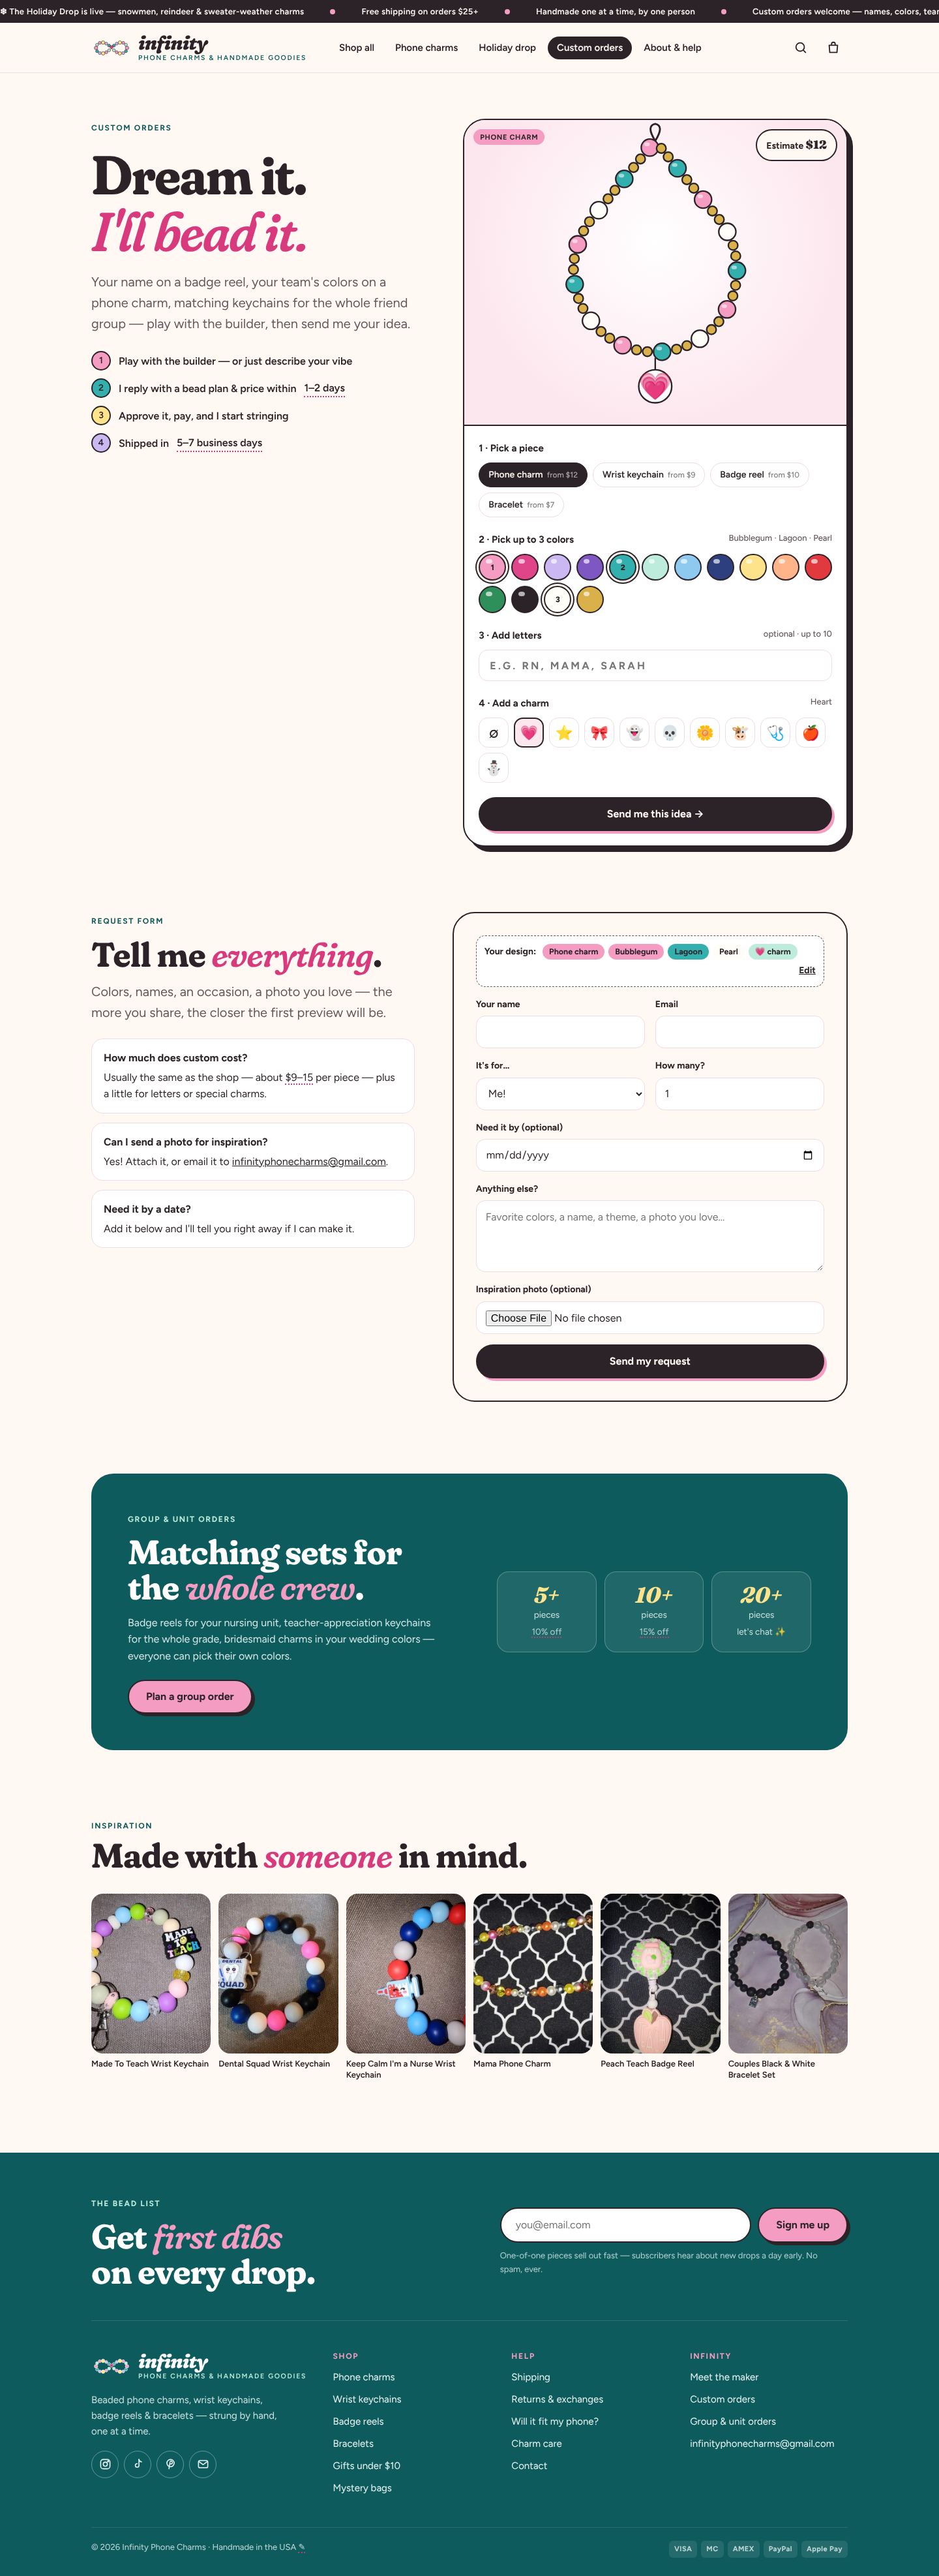 ❄ The Holiday Drop is live — snowmen, reindeer & sweater-weather charms
Free shipping on orders $25+
Handmade one at a time, by one person
Custom orders welcome — names, colors,
infinity
PHONE CHARMS & HANDMADE GOODIES
Shop all
Phone charms
Holiday drop
Custom orders
About & help
CUSTOM ORDERS
Dream it.
I'll bead it.
Your name on a badge reel, your team's colors on a
phone charm, matching keychains for the whole friend
group — play with the builder, then send me your idea.
1 Play with the builder — or just describe your vibe
2 I reply with a bead plan & price within 1–2 days
3 Approve it, pay, and I start stringing
4 Shipped in 5–7 business days
PHONE CHARM
Estimate $12
1 · Pick a piece
Phone charm from $12
Wrist keychain from $9
Badge reel from $10
Bracelet from $7
2 · Pick up to 3 colors
Bubblegum · Lagoon · Pearl
1
2
3
3 · Add letters
optional · up to 10
E.G. RN, MAMA, SARAH
4 · Add a charm
Heart
Ø
Send me this idea →
REQUEST FORM
Tell me everything.
Colors, names, an occasion, a photo you love — the
more you share, the closer the first preview will be.
How much does custom cost?
Usually the same as the shop — about $9–15 per piece — plus
a little for letters or special charms.
Can I send a photo for inspiration?
Yes! Attach it, or email it to infinityphonecharms@gmail.com.
Need it by a date?
Add it below and I'll tell you right away if I can make it.
Your design:
Phone charm
Bubblegum
Lagoon
Pearl
💗 charm
Edit
Your name
Email
It's for…
How many?
Me!
1
Need it by (optional)
mm/dd/yyyy
Anything else?
Favorite colors, a name, a theme, a photo you love…
Inspiration photo (optional)
Choose File No file chosen
Send my request
GROUP & UNIT ORDERS
Matching sets for
the whole crew.
Badge reels for your nursing unit, teacher-appreciation keychains
for the whole grade, bridesmaid charms in your wedding colors —
everyone can pick their own colors.
Plan a group order
5+
pieces
10% off
10+
pieces
15% off
20+
pieces
let's chat ✨
INSPIRATION
Made with someone in mind.
MADE
TO
TEACH
DENTAL
SQUAD
Made To Teach Wrist Keychain
Dental Squad Wrist Keychain
Keep Calm I'm a Nurse Wrist
Keychain
Mama Phone Charm
Peach Teach Badge Reel
Couples Black & White
Bracelet Set
THE BEAD LIST
Get first dibs
on every drop.
you@email.com
Sign me up
One-of-one pieces sell out fast — subscribers hear about new drops a day early. No
spam, ever.
infinity
PHONE CHARMS & HANDMADE GOODIES
Beaded phone charms, wrist keychains,
badge reels & bracelets — strung by hand,
one at a time.
SHOP
Phone charms
Wrist keychains
Badge reels
Bracelets
Gifts under $10
Mystery bags
HELP
Shipping
Returns & exchanges
Will it fit my phone?
Charm care
Contact
INFINITY
Meet the maker
Custom orders
Group & unit orders
infinityphonecharms@gmail.com
© 2026 Infinity Phone Charms · Handmade in the USA ✎
VISA
MC
AMEX
PayPal
Apple Pay